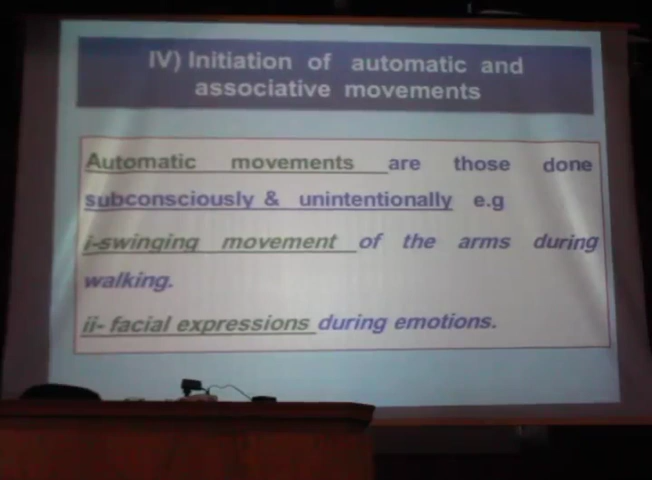 IV) Initiation of automatic and
associative movements
Automatic movements are those done
subconsciously & unintentionally e.g
i-swinging movement of the arms during
walking.
ii- facial expressions during emotions.